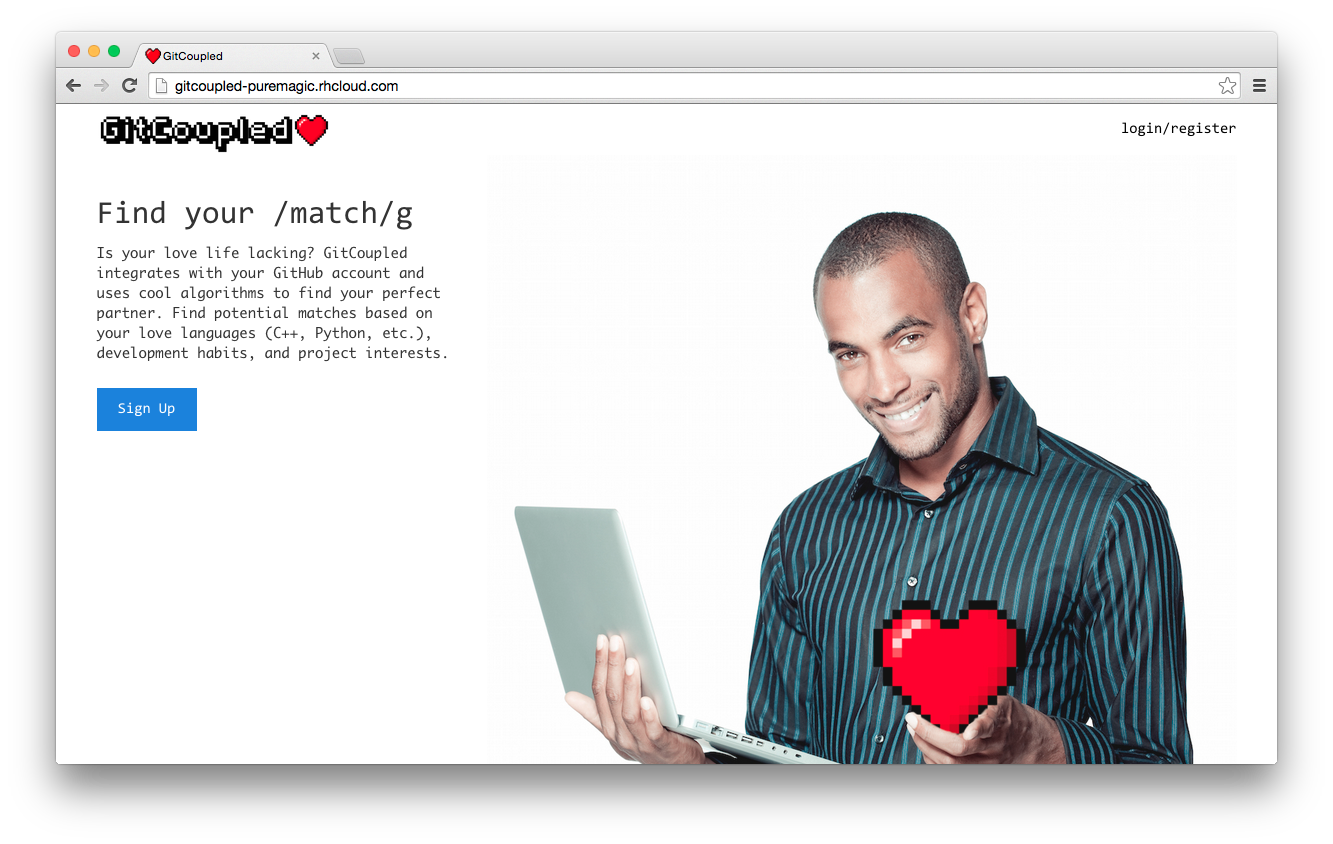 GitCoupled
gitcoupled-puremagic.rhcloud.com
GitCoupled
login/register
Find your /match/g
Is your love life lacking? GitCoupled
integrates with your GitHub account and
uses cool algorithms to find your perfect
partner. Find potential matches based on
your love languages (C++, Python, etc.),
development habits, and project interests.
Sign Up